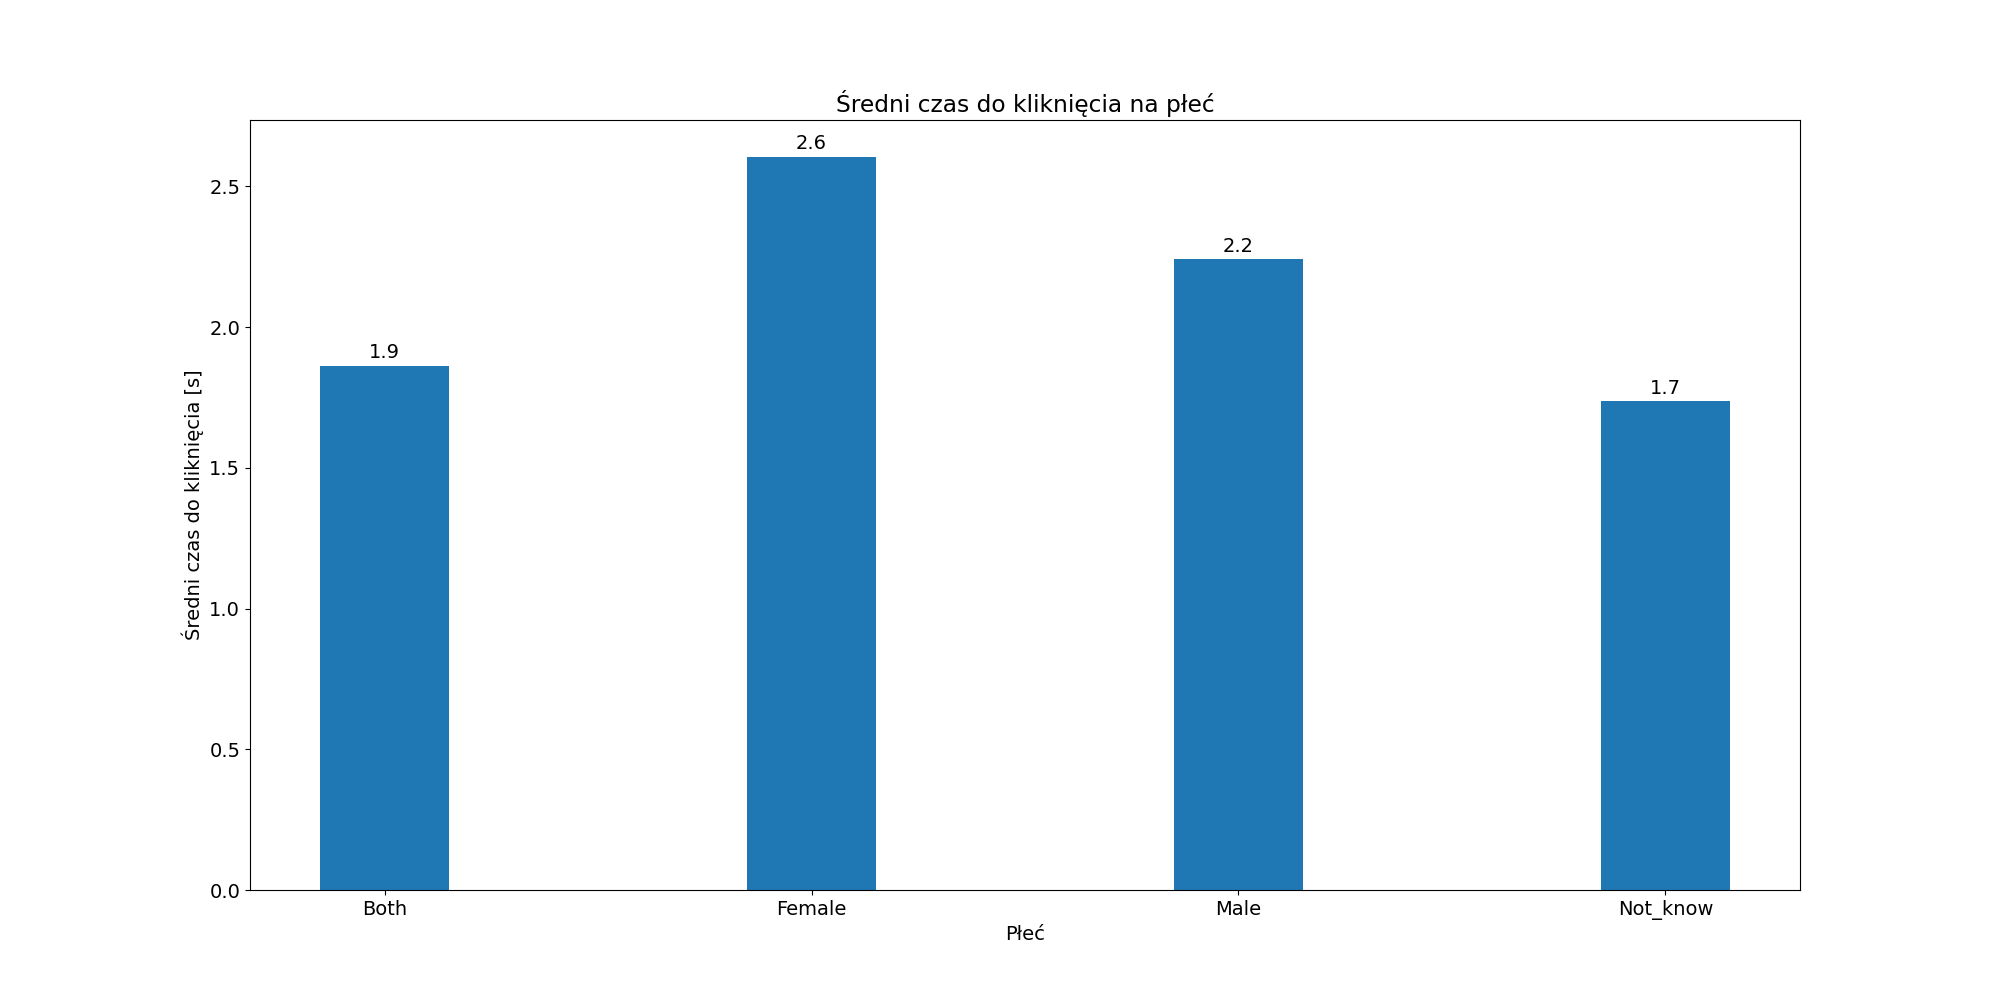 Średni czas do kliknięcia na płeć
2.6
2.5
2.2
2.0
1.9
1.7
Średni czas do kliknięcia [s]
1.5
1.0
0.5
0.0
Both
Female
Male
Not_know
Płeć